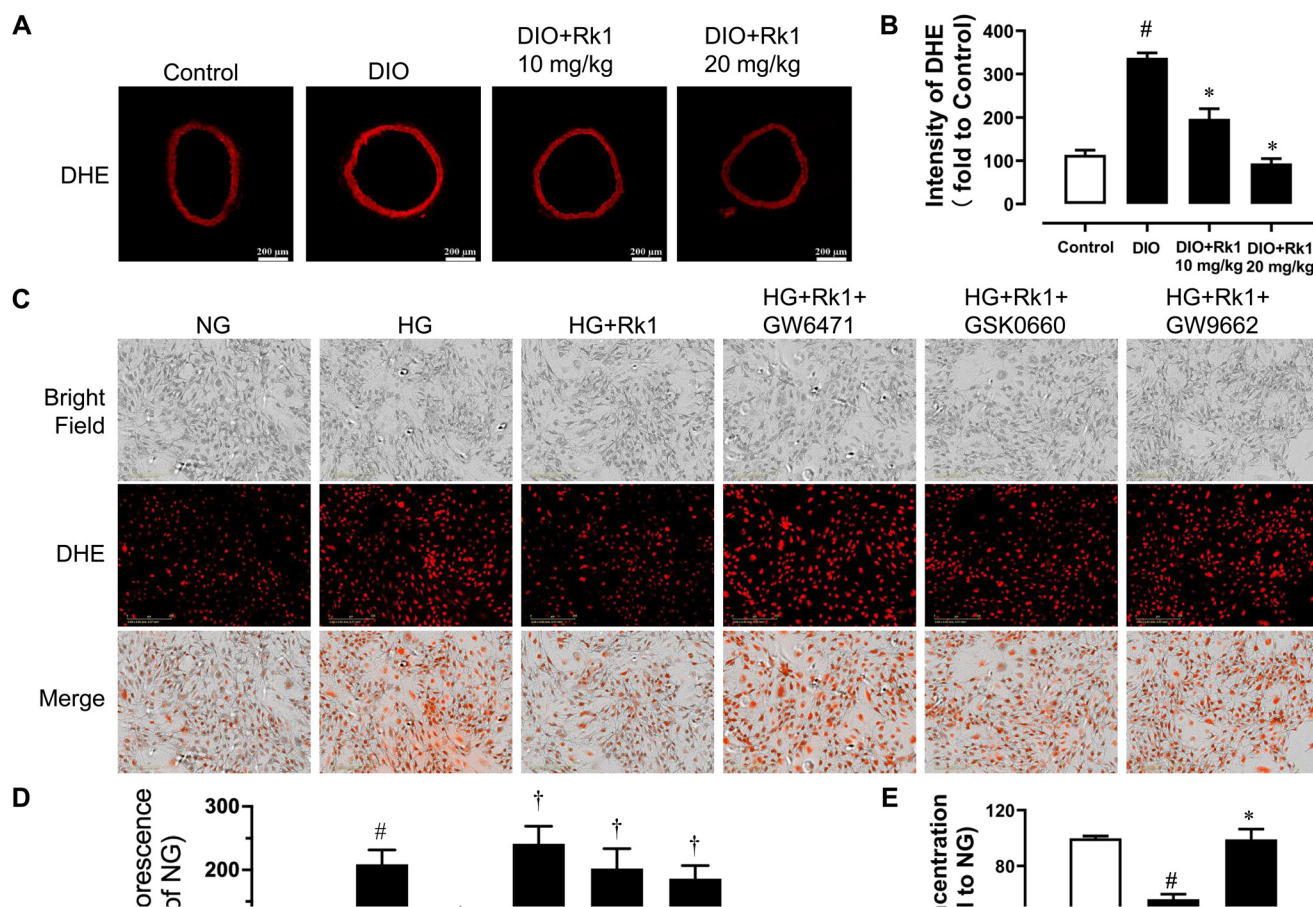 A
Control
DIO
DIO+Rk1
10 mg/kg
DIO+Rk1
20 mg/kg
DHE
200 μm
200 μm
200 μm
200 μm
B
Intensity of DHE
( fold to Control)
400
300
200
100
0
#
*
*
Control
DIO
DIO+Rk1
10 mg/kg
DIO+Rk1
20 mg/kg
C
NG
HG
HG+Rk1
HG+Rk1+
GW6471
HG+Rk1+
GSK0660
HG+Rk1+
GW9662
Bright
Field
DHE
Merge
D
300
200
#
†
†
†
of NG)
E
120
80
#
*
to NG)